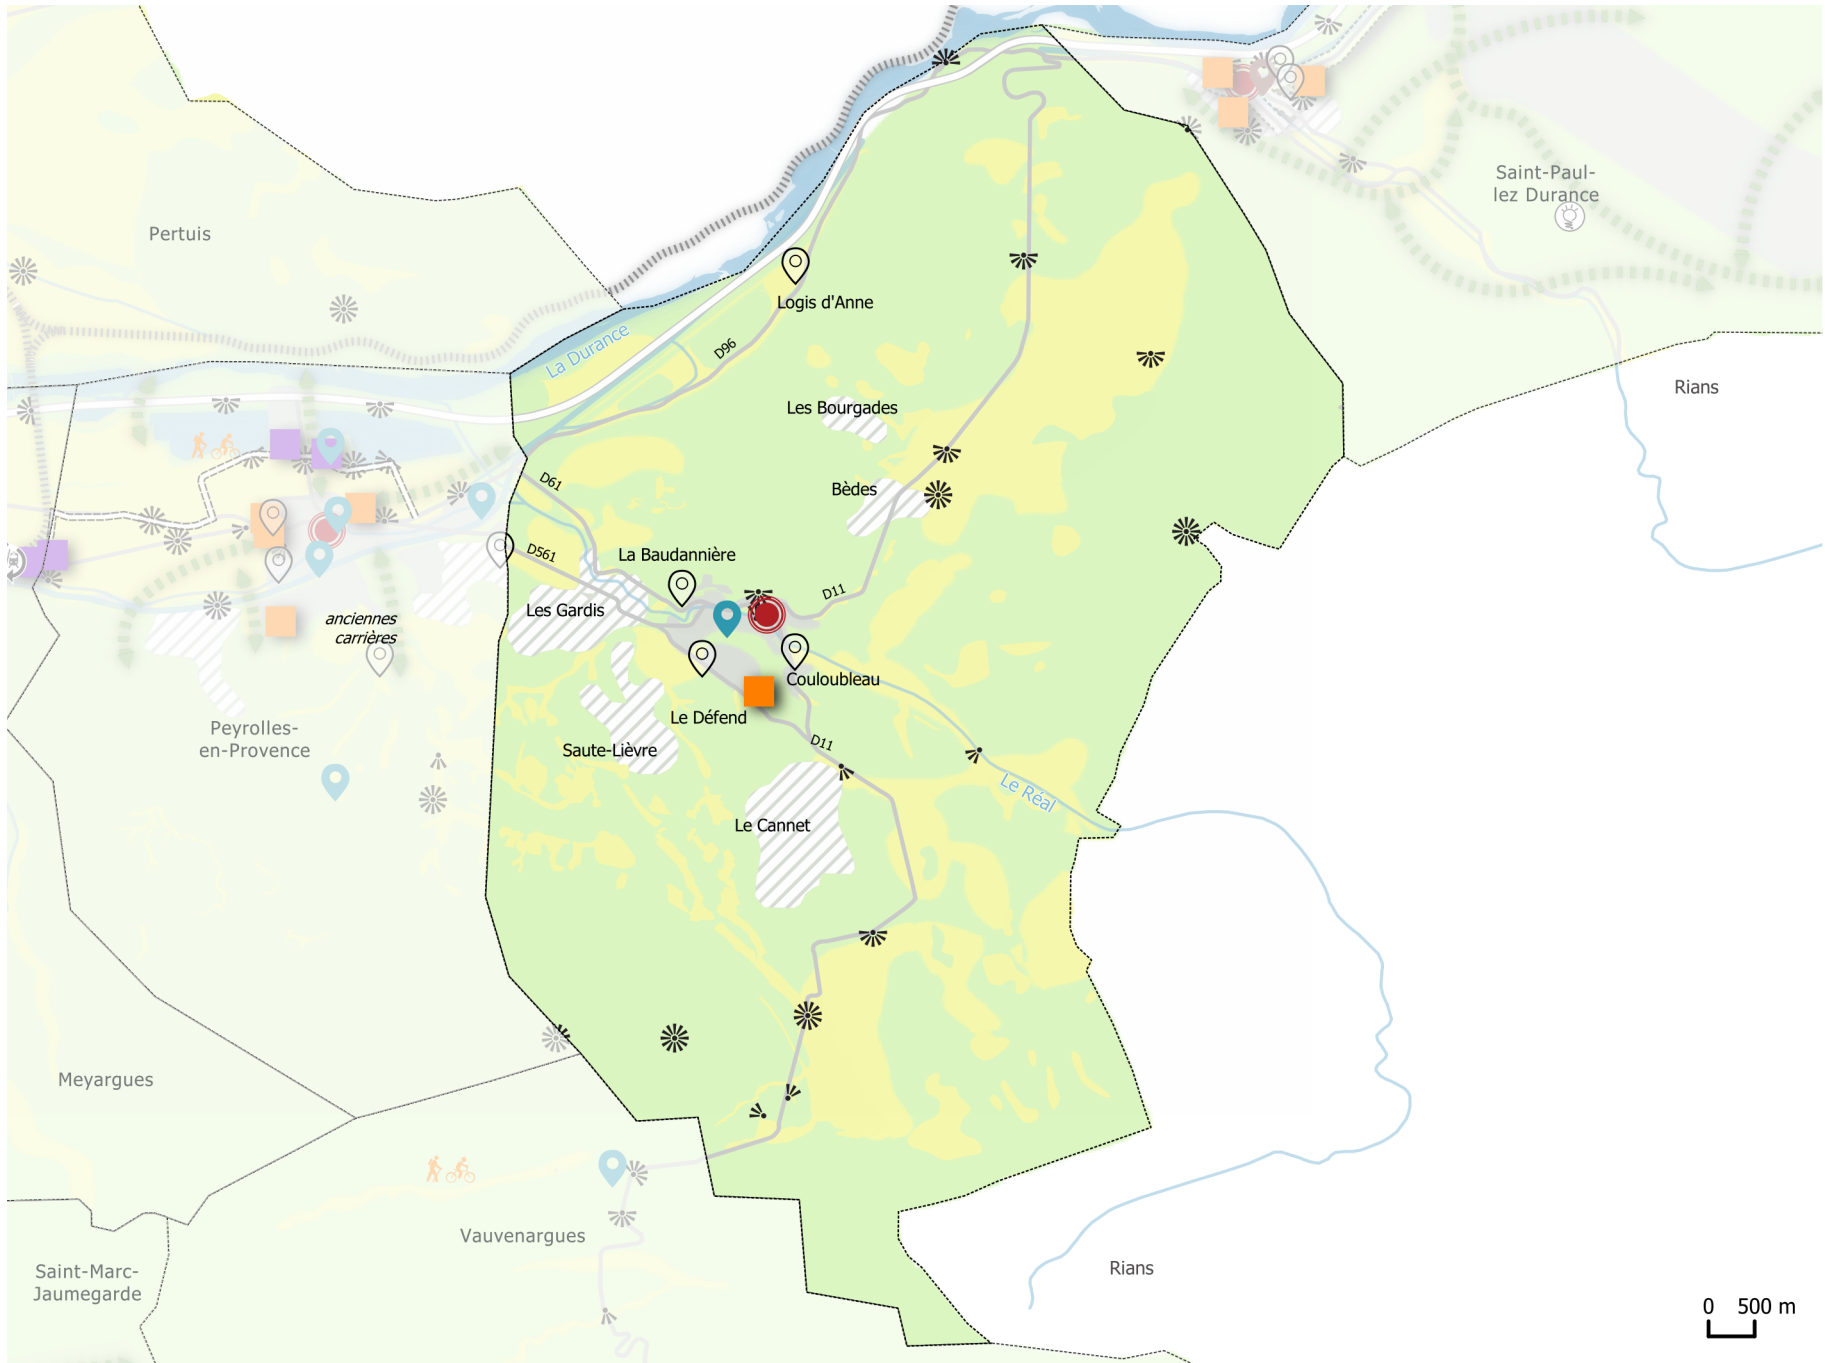 Saint-Paul-
lez Durance
Pertuis
Logis d'Anne
La Durance
D96
Rians
Les Bourgades
D61
Bèdes
D561
La Baudannière
D11
Les Gardis
anciennes
carrières
Couloubleau
Le Défend
Peyrolles-
en-Provence
Saute-Lièvre
D11
Le Réal
Le Cannet
Meyargues
Vauvenargues
Saint-Marc-
Jaumegarde
Rians
0 500 m